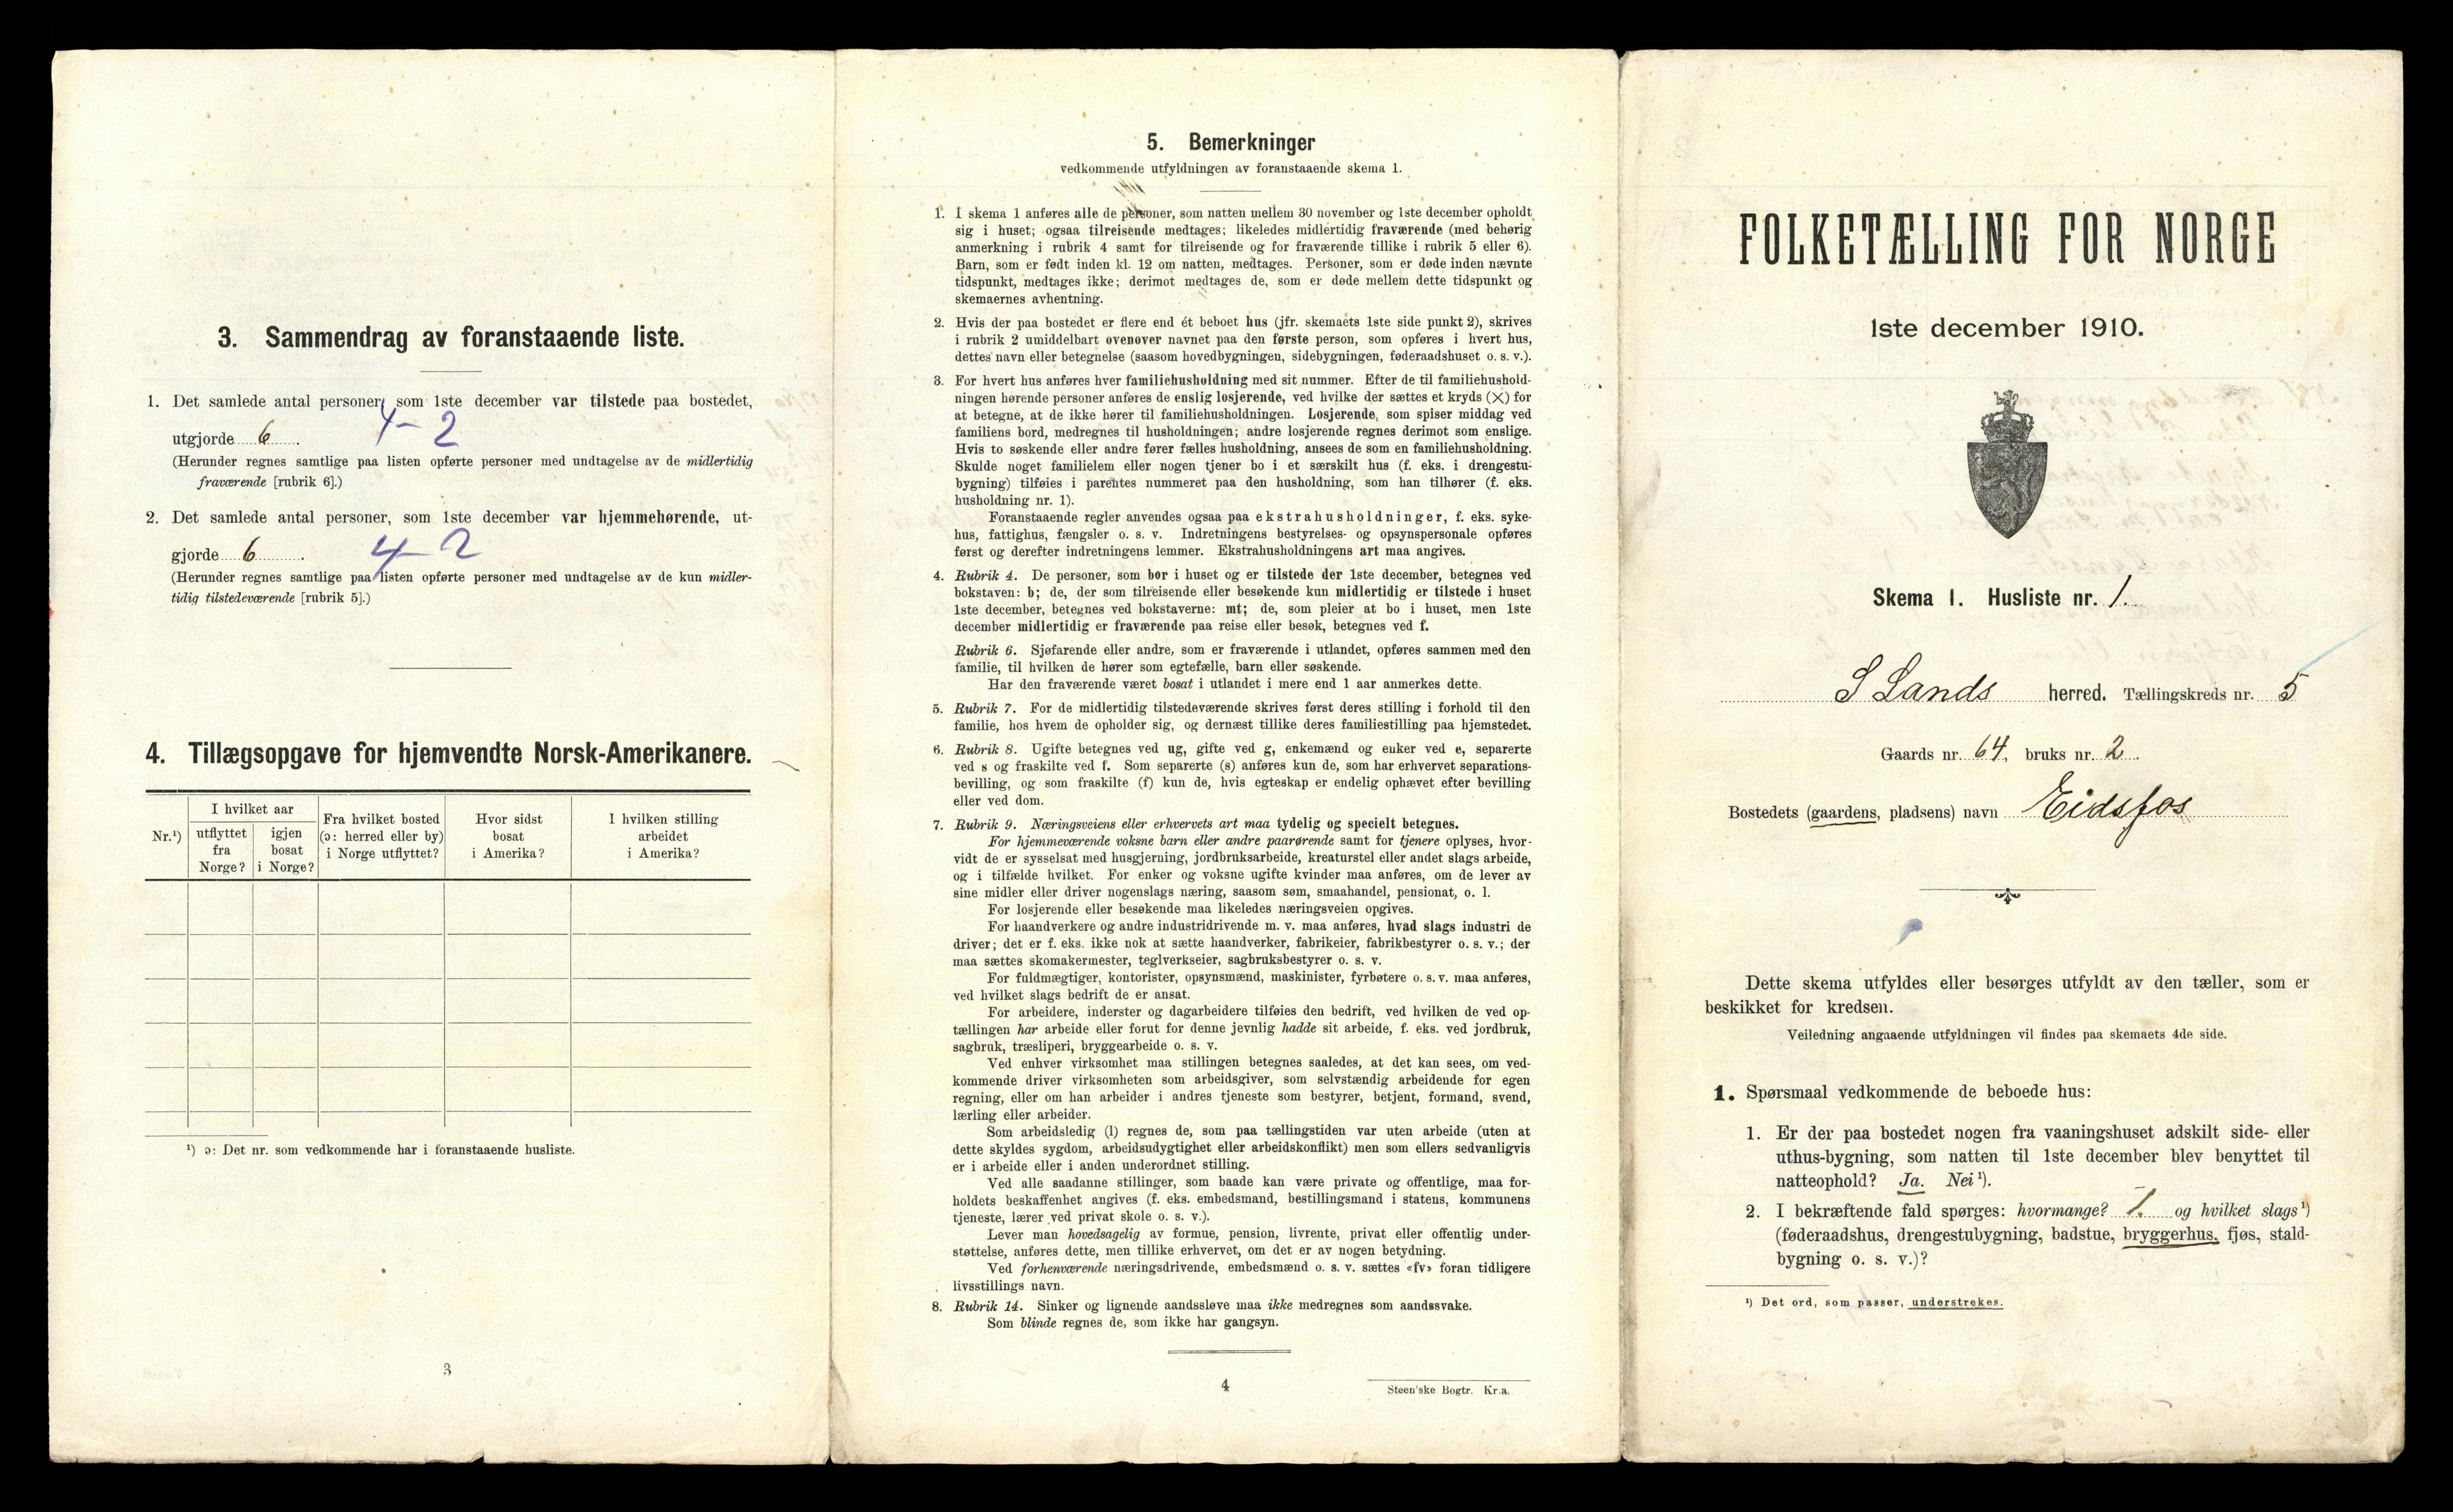 3. Sammendrag av foranstaaende liste.
1. Det samlede antal personer, som 1ste december var tilstede paa bostedet,
utgjorde 6 . 4 - 2
(Herunder regnes samtlige paa listen opførte personer med undtagelse av de midlertidig
fraværende [rubrik 6].)
2. Det samlede antal personer, som 1ste december var hjemmehørende, ut-
gjorde 6 . 4 - 2
(Herunder regnes samtlige paa listen opførte personer med undtagelse av de kun midler-
tidig tilstedeværende [rubrik 5].)
4. Tillægsopgave for hjemvendte Norsk-Amerikanere.
Nr.¹)
I hvilket aar
utflyttet
fra
Norge?
igjen
bosat
i Norge?
Fra hvilket bosted
(ɔ: herred eller by)
i Norge utflyttet?
Hvor sidst
bosat
i Amerika?
I hvilken stilling
arbeidet
i Amerika?
¹) ɔ: Det nr. som vedkommende har i foranstaaende husliste.
3
5. Bemerkninger
vedkommende utfyldningen av foranstaaende skema 1.
1. I skema 1 anføres alle de personer, som natten mellem 30 november og 1ste december opholdt
sig i huset; ogsaa tilreisende medtages; likeledes midlertidig fraværende (med behørig
anmerkning i rubrik 4 samt for tilreisende og for fraværende tillike i rubrik 5 eller 6).
Barn, som er født inden kl. 12 om natten, medtages. Personer, som er døde inden nævnte
tidspunkt, medtages ikke; derimot medtages de, som er døde mellem dette tidspunkt og
skemaernes avhentning.
2. Hvis der paa bostedet er flere end ét beboet hus (jfr. skemaets 1ste side punkt 2), skrives
i rubrik 2 umiddelbart ovenover navnet paa den første person, som opføres i hvert hus,
dettes navn eller betegnelse (saasom hovedbygningen, sidebygningen, føderaadshuset o. s. v.).
3. For hvert hus anføres hver familiehusholdning med sit nummer. Efter de til familiehushold-
ningen hørende personer anføres de enslig losjerende, ved hvilke der sættes et kryds (×) for
at betegne, at de ikke hører til familiehusholdningen. Losjerende, som spiser middag ved
familiens bord, medregnes til husholdningen; andre losjerende regnes derimot som enslige.
Hvis to søskende eller andre fører fælles husholdning, ansees de som en familiehusholdning.
Skulde noget familielem eller nogen tjener bo i et særskilt hus (f. eks. i drengestu-
bygning) tilføies i parentes nummeret paa den husholdning, som han tilhører (f. eks.
husholdning nr. 1).
Foranstaaende regler anvendes ogsaa paa ekstrahusholdninger, f. eks. syke-
hus, fattighus, fængsler o. s. v. Indretningens bestyrelses- og opsynspersonale opføres
først og derefter indretningens lemmer. Ekstrahusholdningens art maa angives.
4. Rubrik 4. De personer, som bor i huset og er tilstede der 1ste december, betegnes ved
bokstaven: b; de, der som tilreisende eller besøkende kun midlertidig er tilstede i huset
1ste december, betegnes ved bokstaverne: mt; de, som pleier at bo i huset, men 1ste
december midlertidig er fraværende paa reise eller besøk, betegnes ved f.
Rubrik 6. Sjøfarende eller andre, som er fraværende i utlandet, opføres sammen med den
familie, til hvilken de hører som egtefælle, barn eller søskende.
Har den fraværende været bosat i utlandet i mere end 1 aar anmerkes dette.
5. Rubrik 7. For de midlertidig tilstedeværende skrives først deres stilling i forhold til den
familie, hos hvem de opholder sig, og dernæst tillike deres familiestilling paa hjemstedet.
6. Rubrik 8. Ugifte betegnes ved ug, gifte ved g, enkemænd og enker ved e, separerte
ved s og fraskilte ved f. Som separerte (s) anføres kun de, som har erhvervet separations-
bevilling, og som fraskilte (f) kun de, hvis egteskap er endelig ophævet efter bevilling
eller ved dom.
7. Rubrik 9. Næringsveiens eller erhvervets art maa tydelig og specielt betegnes.
For hjemmeværende voksne barn eller andre paarørende samt for tjenere oplyses, hvor-
vidt de er sysselsat med husgjerning, jordbruksarbeide, kreaturstel eller andet slags arbeide,
og i tilfælde hvilket. For enker og voksne ugifte kvinder maa anføres, om de lever av
sine midler eller driver nogenslags næring, saasom søm, smaahandel, pensionat, o. l.
For losjerende eller besøkende maa likeledes næringsveien opgives.
For haandverkere og andre industridrivende m. v. maa anføres, hvad slags industri de
driver; det er f. eks. ikke nok at sætte haandverker, fabrikeier, fabrikbestyrer o. s. v.; der
maa sættes skomakermester, teglverkseier, sagbruksbestyrer o. s. v.
For fuldmægtiger, kontorister, opsynsmænd, maskinister, fyrbøtere o. s. v. maa anføres,
ved hvilket slags bedrift de er ansat.
For arbeidere, inderster og dagarbeidere tilføies den bedrift, ved hvilken de ved op-
tællingen har arbeide eller forut for denne jevnlig hadde sit arbeide, f. eks. ved jordbruk,
sagbruk, træsliperi, bryggearbeide o. s. v.
Ved enhver virksomhet maa stillingen betegnes saaledes, at det kan sees, om ved-
kommende driver virksomheten som arbeidsgiver, som selvstændig arbeidende for egen
regning, eller om han arbeider i andres tjeneste som bestyrer, betjent, formand, svend,
lærling eller arbeider.
Som arbeidsledig (l) regnes de, som paa tællingstiden var uten arbeide (uten at
dette skyldes sygdom, arbeidsudygtighet eller arbeidskonflikt) men som ellers sedvanligvis
er i arbeide eller i anden underordnet stilling.
Ved alle saadanne stillinger, som baade kan være private og offentlige, maa for-
holdets beskaffenhet angives (f. eks. embedsmand, bestillingsmand i statens, kommunens
tjeneste, lærer ved privat skole o. s. v.).
Lever man hovedsagelig av formue, pension, livrente, privat eller offentlig under-
støttelse, anføres dette, men tillike erhvervet, om det er av nogen betydning.
Ved forhenværende næringsdrivende, embedsmænd o. s. v. sættes «fv» foran tidligere
livsstillings navn.
8. Rubrik 14. Sinker og lignende aandssløve maa ikke medregnes som aandssvake.
Som blinde regnes de, som ikke har gangsyn.
4
Steen'ske Bogtr. Kr.a.
FOLKETÆLLING FOR NORGE
1ste december 1910.
Skema 1. Husliste nr. 1.
S Lands herred. Tællingskreds nr. 5
Gaards nr. 64, bruks nr. 2.
Bostedets (gaardens, pladsens) navn Eidsfos
Dette skema utfyldes eller besørges utfyldt av den tæller, som er
beskikket for kredsen.
Veiledning angaaende utfyldningen vil findes paa skemaets 4de side.
1. Spørsmaal vedkommende de beboede hus:
1. Er der paa bostedet nogen fra vaaningshuset adskilt side- eller
uthus-bygning, som natten til 1ste december blev benyttet til
natteophold? Ja. Nei¹).
2. I bekræftende fald spørges: hvormange? 1. og hvilket slags¹)
(føderaadshus, drengestubygning, badstue, bryggerhus, fjøs, stald-
bygning o. s. v.)?
¹) Det ord, som passer, understrekes.